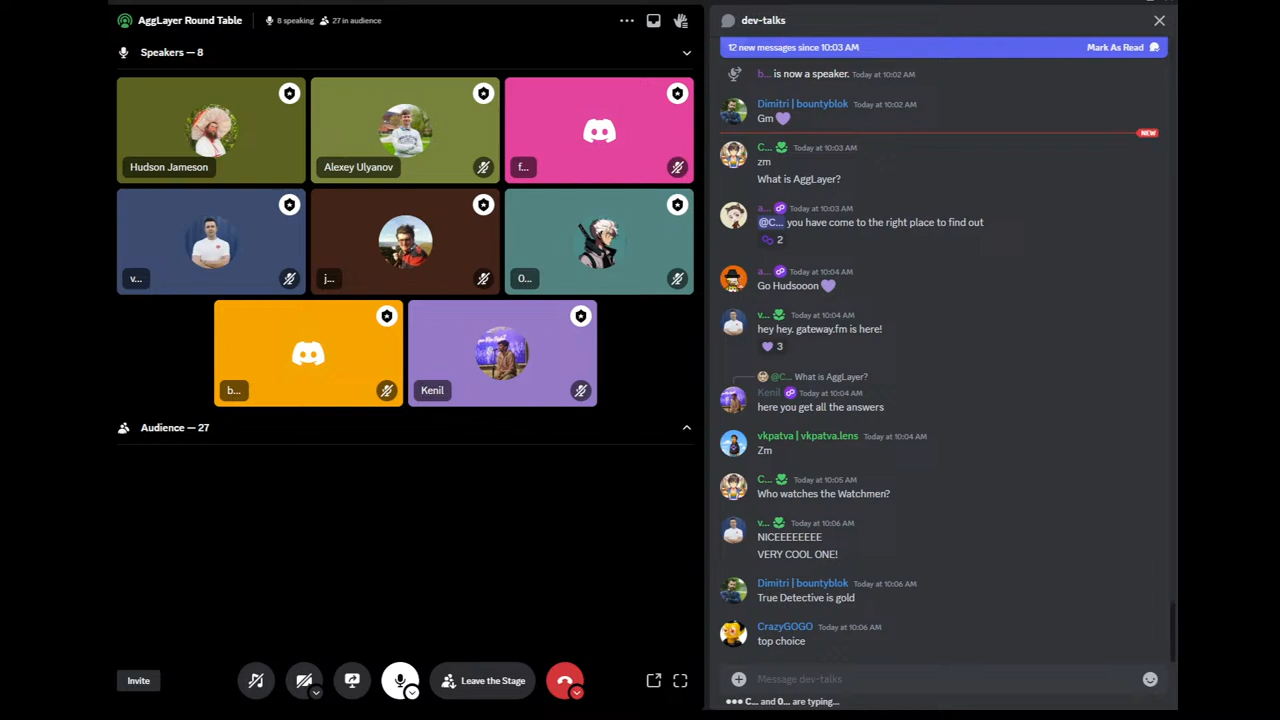 AggLayer Round Table
8 speaking
27 in audience
Speakers — 8
Hudson Jameson
Alexey Ulyanov
f...
v...
j...
0...
b...
Kenil
Audience — 27
Invite
Leave the Stage
dev-talks
12 new messages since 10:03 AM
Mark As Read
b... is now a speaker. Today at 10:02 AM
Dimitri | bountyblok Today at 10:02 AM
Gm
NEW
C... Today at 10:03 AM
zm
What is AggLayer?
a... Today at 10:03 AM
@C... you have come to the right place to find out
2
a... Today at 10:04 AM
Go Hudsooon
v... Today at 10:04 AM
hey hey. gateway.fm is here!
3
@C... What is AggLayer?
Kenil Today at 10:04 AM
here you get all the answers
vkpatva | vkpatva.lens Today at 10:04 AM
Zm
C... Today at 10:05 AM
Who watches the Watchmen?
v... Today at 10:06 AM
NICEEEEEEEE
VERY COOL ONE!
Dimitri | bountyblok Today at 10:06 AM
True Detective is gold
CrazyGOGO Today at 10:06 AM
top choice
Message dev-talks
C... and 0... are typing...